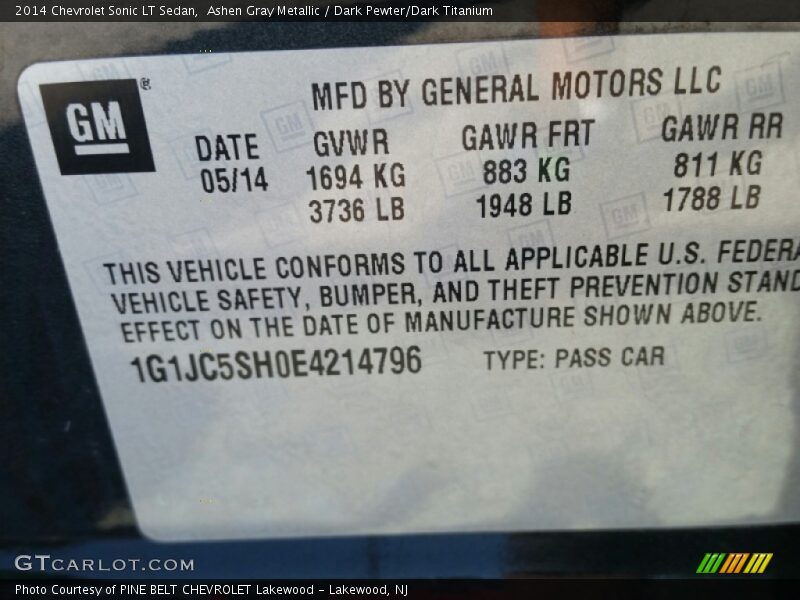 2014 Chevrolet Sonic LT Sedan, Ashen Gray Metallic / Dark Pewter/Dark Titanium
GM ®
MFD BY GENERAL MOTORS LLC
DATE GVWR GAWR FRT GAWR RR
05/14 1694 KG 883 KG 811 KG
3736 LB 1948 LB 1788 LB
THIS VEHICLE CONFORMS TO ALL APPLICABLE U.S. FEDERA
VEHICLE SAFETY, BUMPER, AND THEFT PREVENTION STAND
EFFECT ON THE DATE OF MANUFACTURE SHOWN ABOVE.
1G1JC5SH0E4214796 TYPE: PASS CAR
GTCARLOT.COM
Photo Courtesy of PINE BELT CHEVROLET Lakewood - Lakewood, NJ